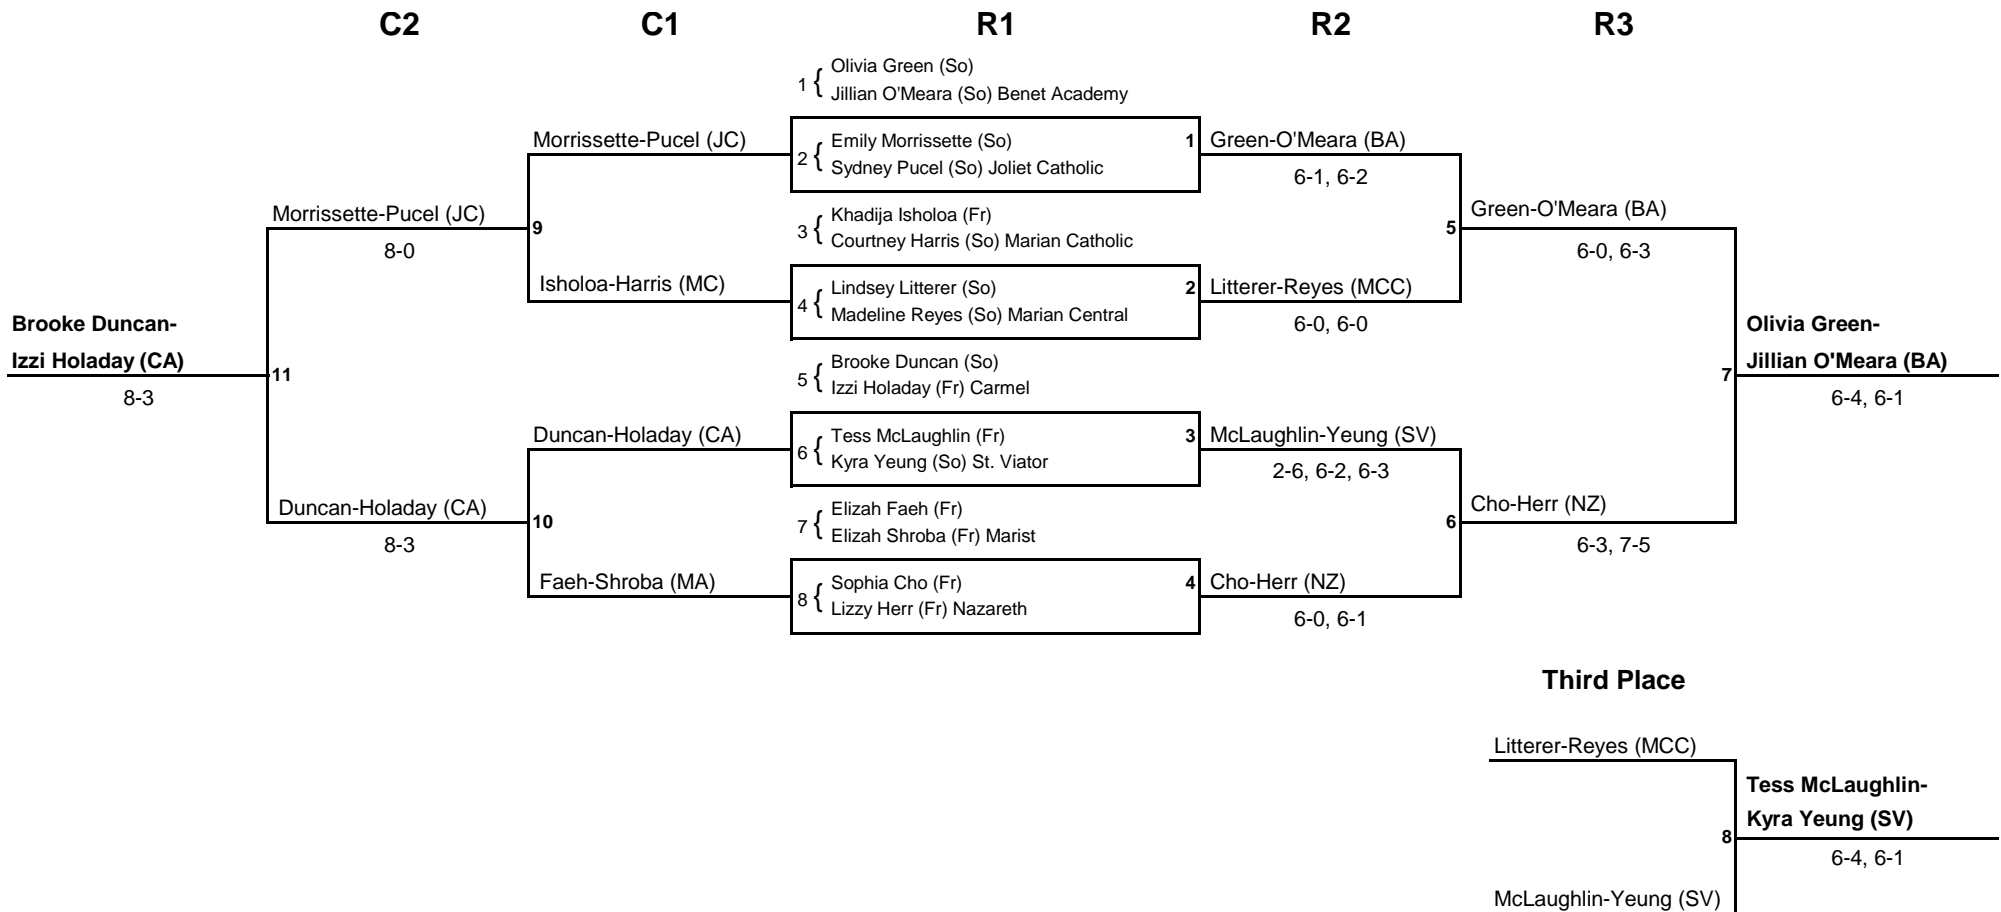 C2 C1 R1 R2 R3
1 { Olivia Green (So)
Jillian O'Meara (So) Benet Academy
Morrissette-Pucel (JC)
2 { Emily Morrissette (So)
Sydney Pucel (So) Joliet Catholic
1
Green-O'Meara (BA)
6-1, 6-2
Morrissette-Pucel (JC)
8-0
9
3 { Khadija Isholoa (Fr)
Courtney Harris (So) Marian Catholic
5
Green-O'Meara (BA)
6-0, 6-3
Isholoa-Harris (MC)
4 { Lindsey Litterer (So)
Madeline Reyes (So) Marian Central
2
Litterer-Reyes (MCC)
6-0, 6-0
Brooke Duncan-
Izzi Holaday (CA)
8-3
11
5 { Brooke Duncan (So)
Izzi Holaday (Fr) Carmel
7
Olivia Green-
Jillian O'Meara (BA)
6-4, 6-1
Duncan-Holaday (CA)
6 { Tess McLaughlin (Fr)
Kyra Yeung (So) St. Viator
3
McLaughlin-Yeung (SV)
2-6, 6-2, 6-3
Duncan-Holaday (CA)
8-3
10
7 { Elizah Faeh (Fr)
Elizah Shroba (Fr) Marist
6
Cho-Herr (NZ)
6-3, 7-5
Faeh-Shroba (MA)
8 { Sophia Cho (Fr)
Lizzy Herr (Fr) Nazareth
4
Cho-Herr (NZ)
6-0, 6-1
Third Place
Litterer-Reyes (MCC)
Tess McLaughlin-
Kyra Yeung (SV)
8
6-4, 6-1
McLaughlin-Yeung (SV)